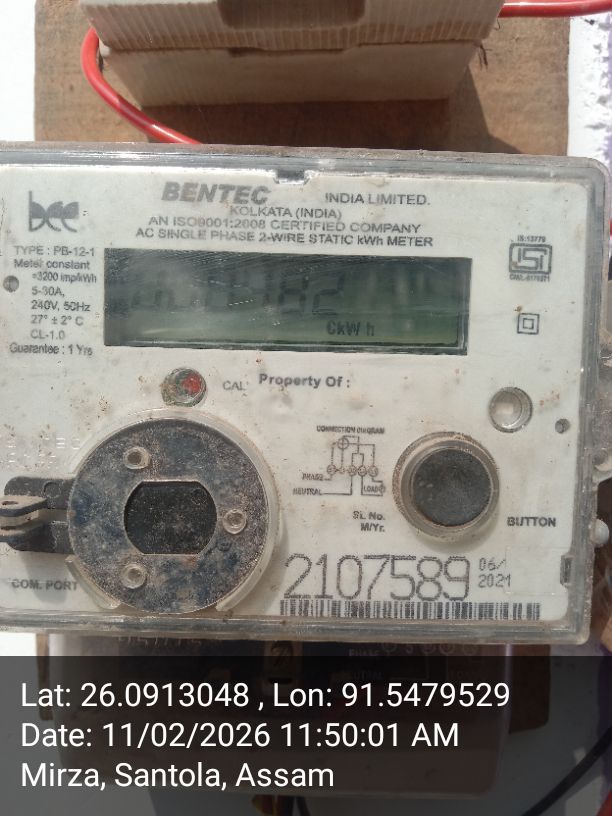 BENTEC INDIA LIMITED.
KOLKATA (INDIA)
AN ISO9001:2008 CERTIFIED COMPANY
AC SINGLE PHASE 2-WIRE STATIC kWh METER
bee
TYPE : PB-12-1
Meter constant
=3200 imp/kWh
5-30A,
240V, 50Hz
27° ± 2° C
CL-1.0
Guarantee : 1 Yrs
IS:13779
ISI
CkW h
CAL
Property Of :
CONNECTION DIAGRAM
PHASE
NEUTRAL
LOAD
SL. No.
M/Yr.
BUTTON
COM. PORT
2107589
06/
2021
Lat: 26.0913048 , Lon: 91.5479529
Date: 11/02/2026 11:50:01 AM
Mirza, Santola, Assam